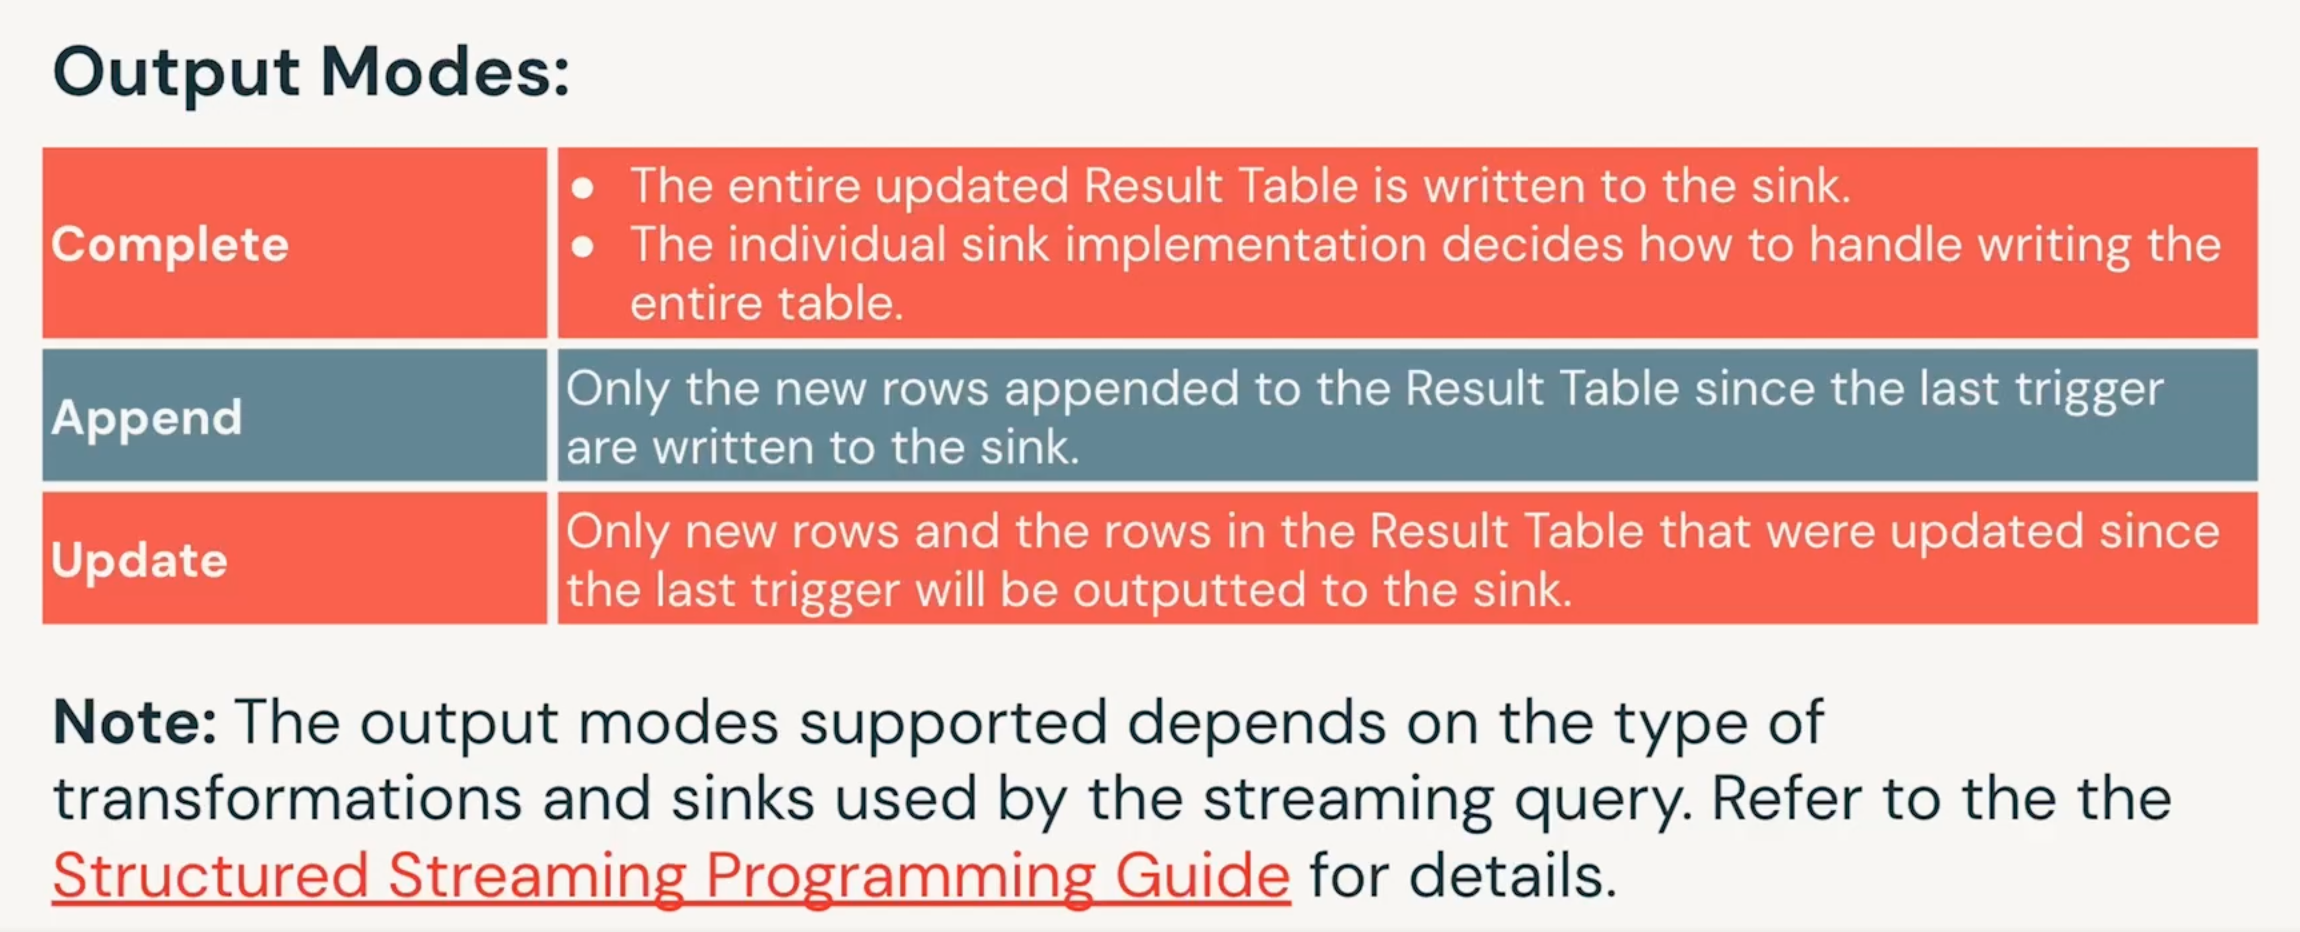 Output Modes:
Complete
● The entire updated Result Table is written to the sink.
● The individual sink implementation decides how to handle writing the
entire table.
Append
Only the new rows appended to the Result Table since the last trigger
are written to the sink.
Update
Only new rows and the rows in the Result Table that were updated since
the last trigger will be outputted to the sink.
Note: The output modes supported depends on the type of
transformations and sinks used by the streaming query. Refer to the the
Structured Streaming Programming Guide for details.